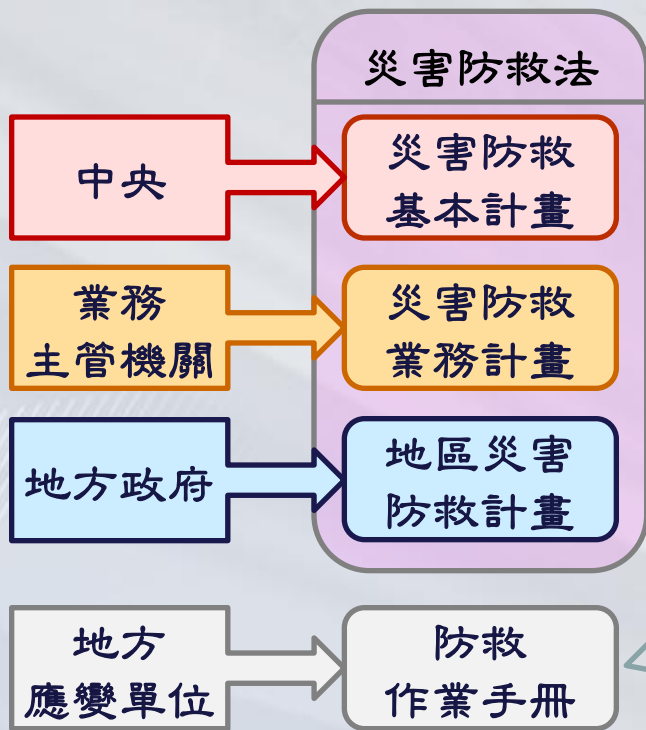 災害防救法
中央
災害防救
基本計畫
業務
主管機關
災害防救
業務計畫
地方政府
地區災害
防救計畫
地方
應變單位
防救
作業手冊